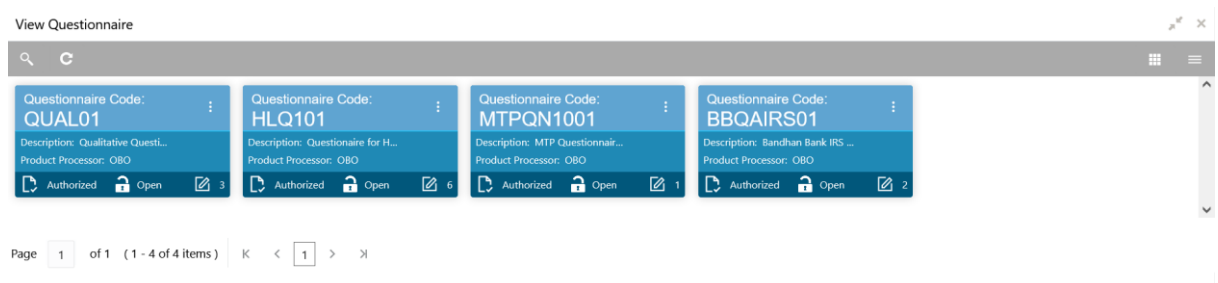 View Questionnaire
Questionnaire Code:
QUAL01
Description: Qualitative Questi...
Product Processor: OBO
Authorized Open 3
Questionnaire Code:
HLQ101
Description: Questionaire for H...
Product Processor: OBO
Authorized Open 6
Questionnaire Code:
MTPQN1001
Description: MTP Questionnair...
Product Processor: OBO
Authorized Open 1
Questionnaire Code:
BBQAIRS01
Description: Bandhan Bank IRS ...
Product Processor: OBO
Authorized Open 2
Page 1 of 1 ( 1 - 4 of 4 items ) 1